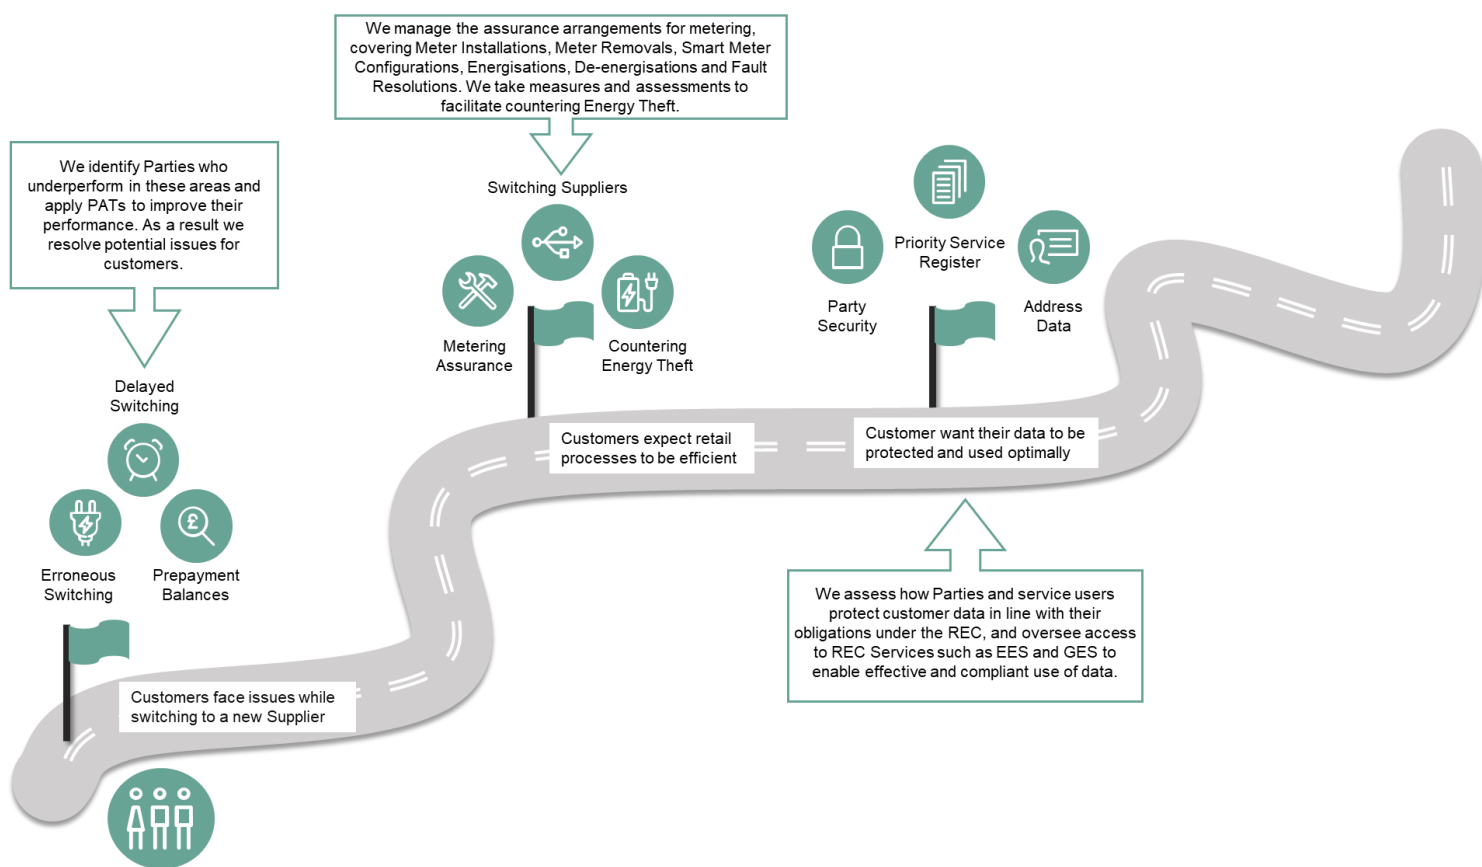 We manage the assurance arrangements for metering,
covering Meter Installations, Meter Removals, Smart Meter
Configurations, Energisations, De-energisations and Fault
Resolutions. We take measures and assessments to
facilitate countering Energy Theft.
We identify Parties who
underperform in these areas and
apply PATs to improve their
performance. As a result we
resolve potential issues for
customers.
Delayed
Switching
Erroneous
Switching
£
Prepayment
Balances
Customers face issues while
switching to a new Supplier
Switching Suppliers
Metering
Assurance
Countering
Energy Theft
Customers expect retail
processes to be efficient
Priority Service
Register
Party
Security
Address
Data
Customer want their data to be
protected and used optimally
We assess how Parties and service users
protect customer data in line with their
obligations under the REC, and oversee access
to REC Services such as EES and GES to
enable effective and compliant use of data.